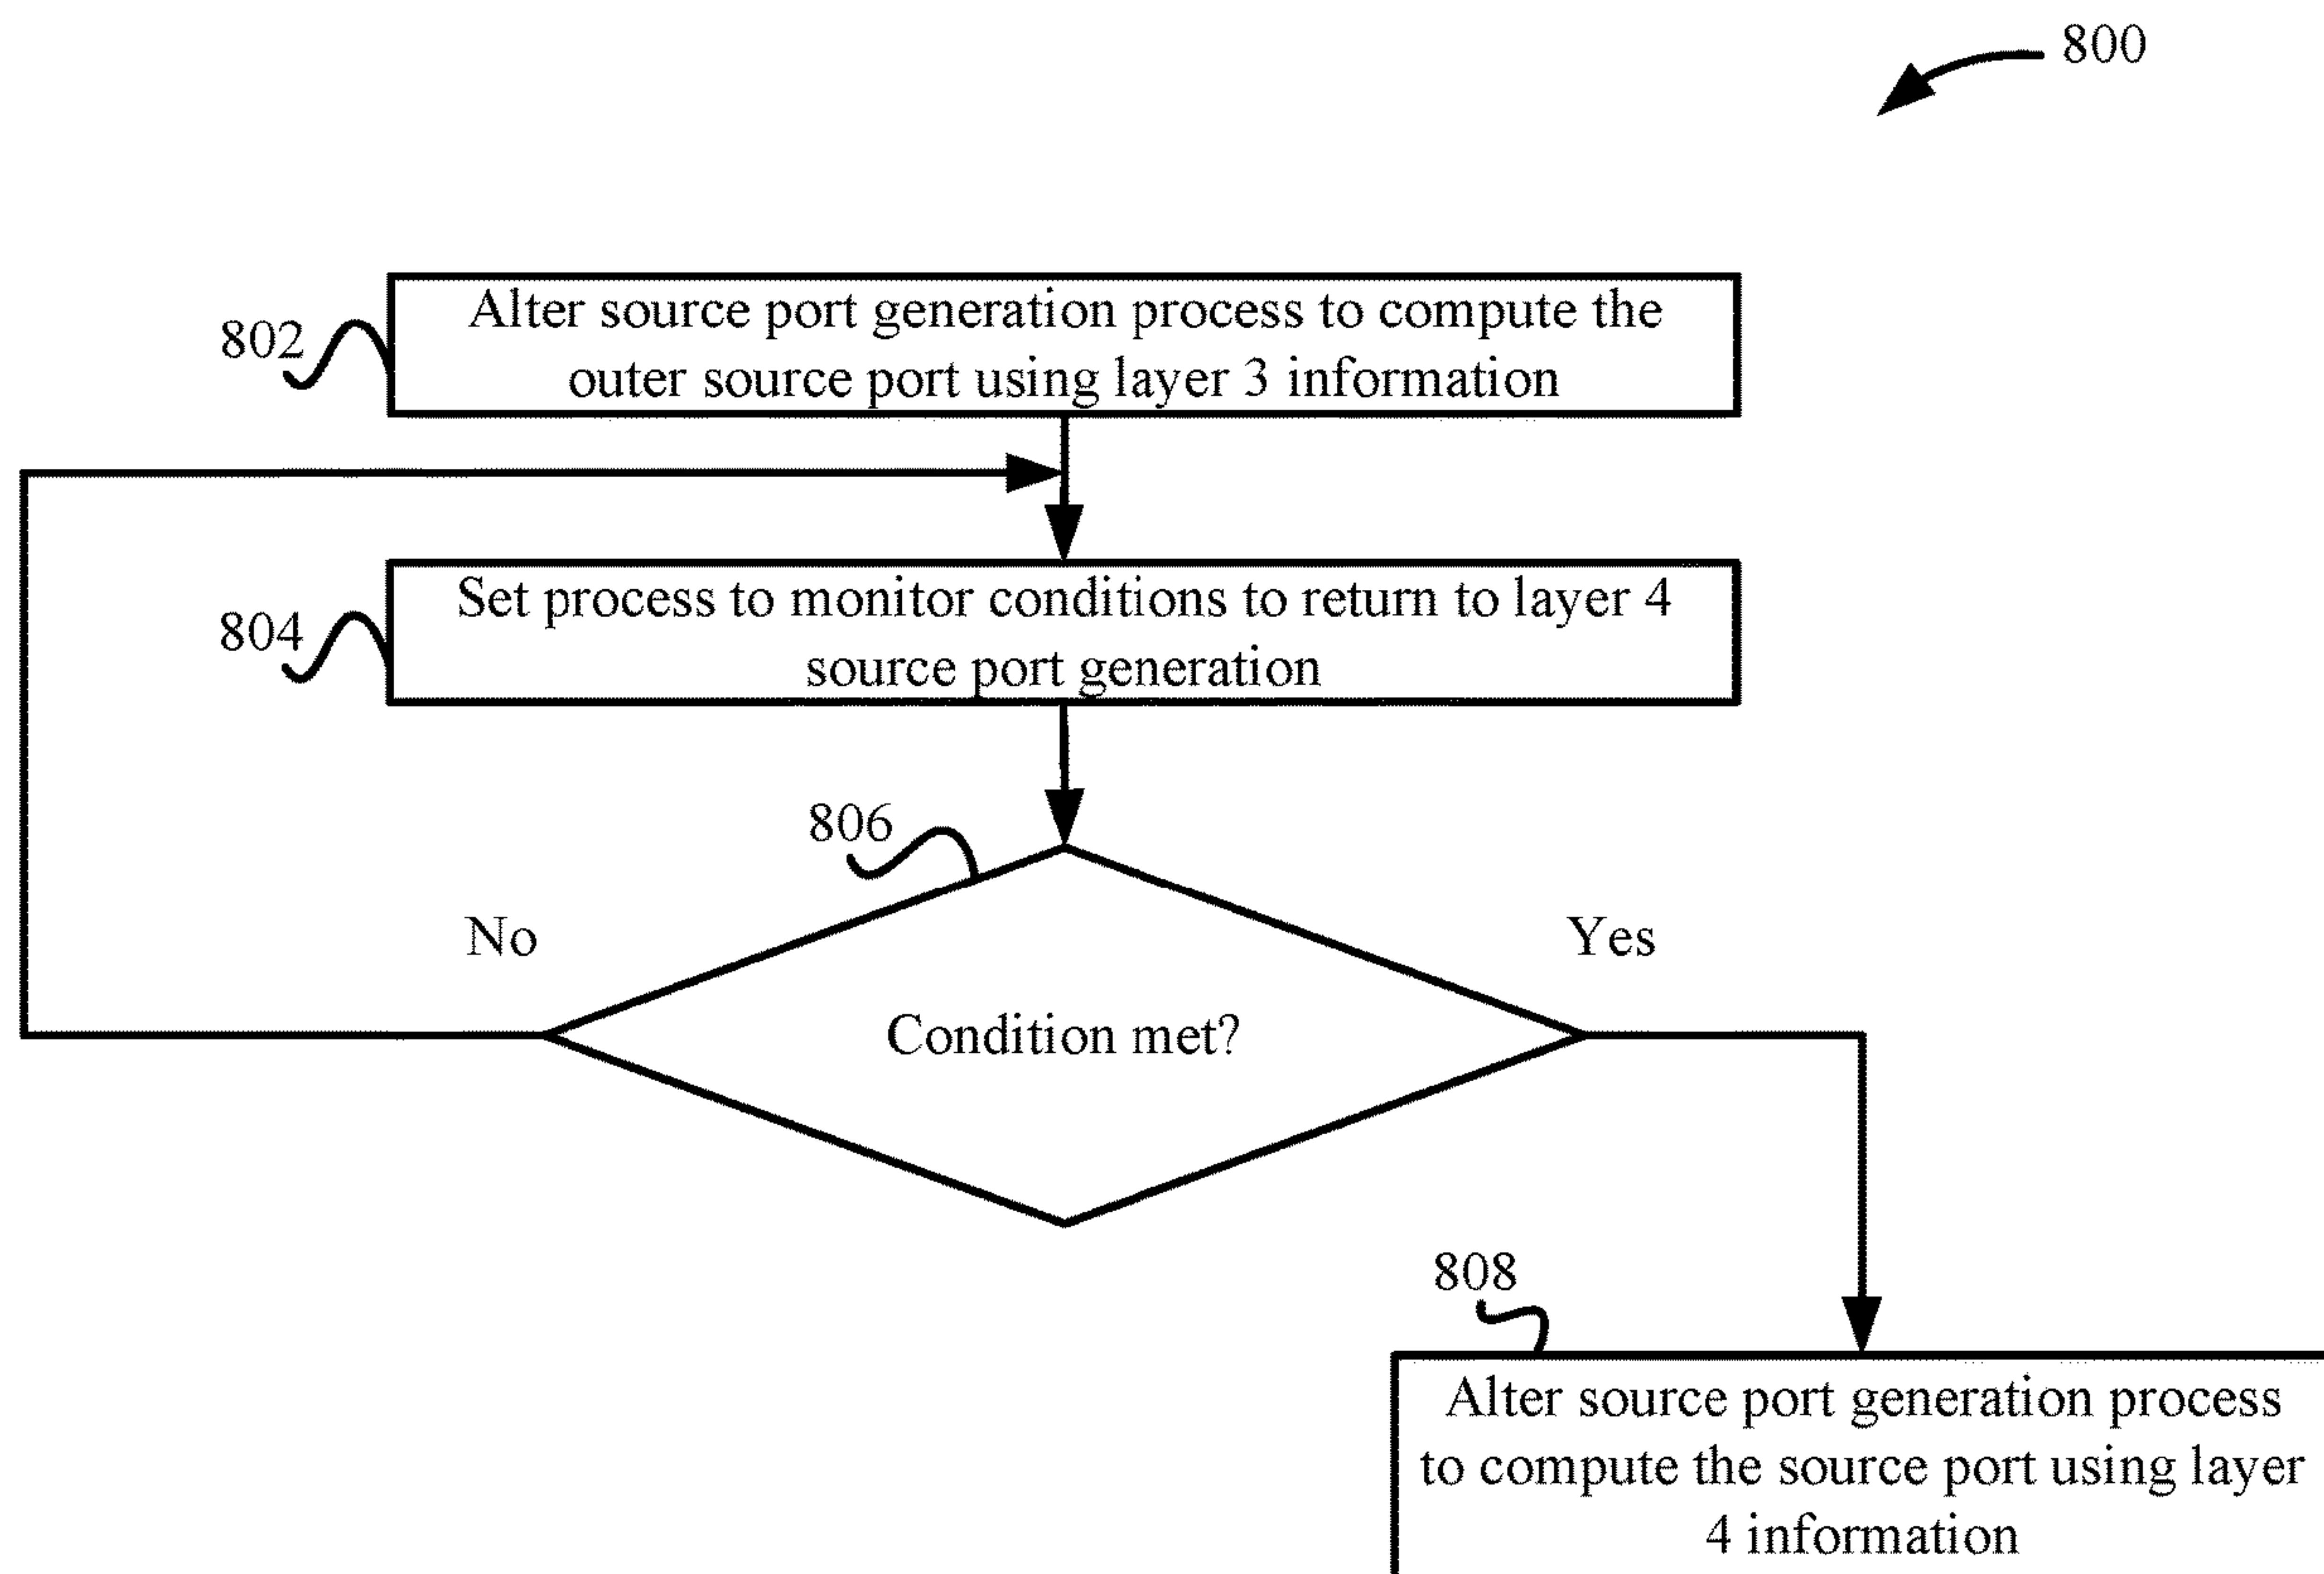 800
802
Alter source port generation process to compute the
outer source port using layer 3 information
804
Set process to monitor conditions to return to layer 4
source port generation
806
No
Yes
Condition met?
808
Alter source port generation process
to compute the source port using layer
4 information